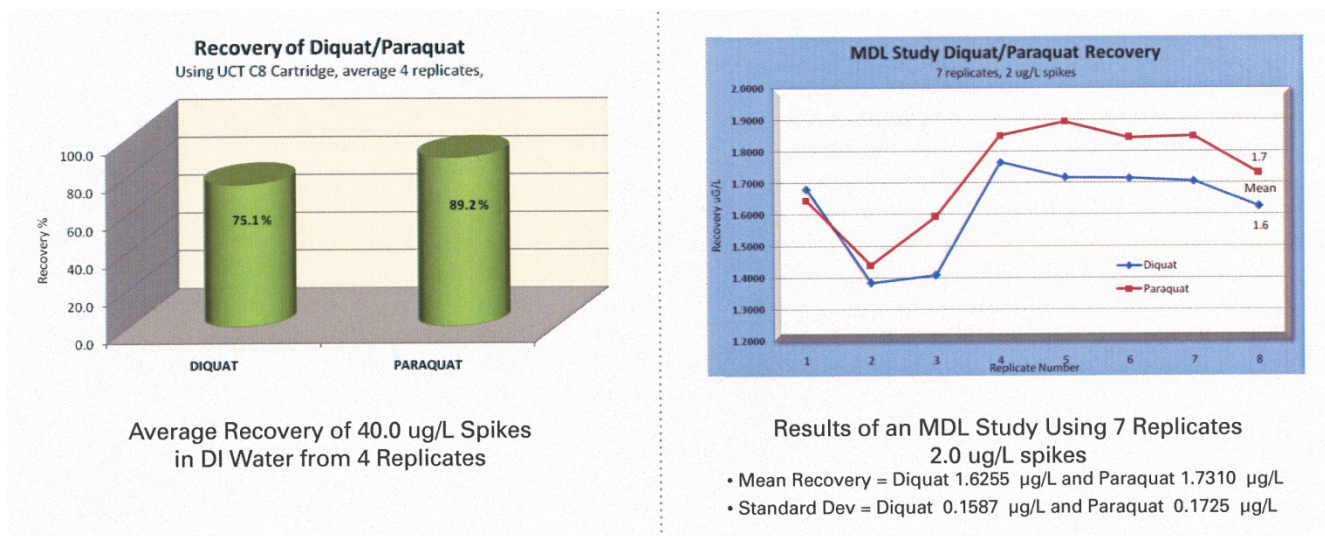 Recovery of Diquat/Paraquat
Using UCT C8 Cartridge, average 4 replicates,
100.0
80.0
60.0
40.0
20.0
0.0
Recovery %
75.1%
89.2%
DIQUAT
PARAQUAT
Average Recovery of 40.0 ug/L Spikes
in DI Water from 4 Replicates
MDL Study Diquat/Paraquat Recovery
7 replicates, 2 ug/L spikes
2.0000
1.9000
1.8000
1.7000
1.6000
1.5000
1.4000
1.3000
1.2000
Recovery uG/L
1.7
Mean
1.6
Diquat
Paraquat
1 2 3 4 5 6 7 8
Replicate Number
Results of an MDL Study Using 7 Replicates
2.0 ug/L spikes
• Mean Recovery = Diquat 1.6255 µg/L and Paraquat 1.7310 µg/L
• Standard Dev = Diquat 0.1587 µg/L and Paraquat 0.1725 µg/L